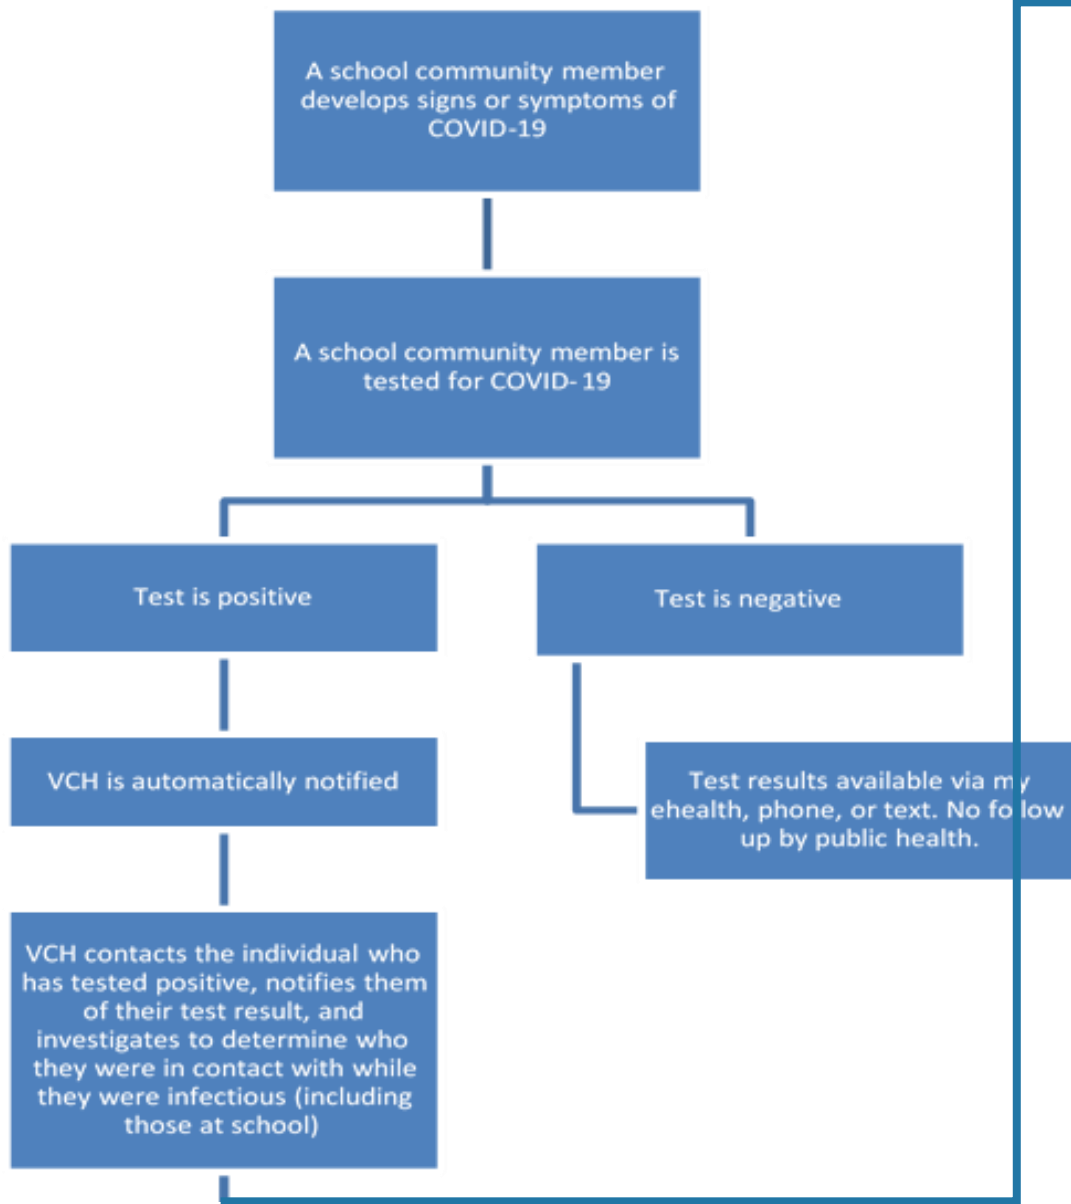 A school community member
develops signs or symptoms of
COVID-19
A school community member is
tested for COVID- 19
Test is positive
Test is negative
VCH is automatically notified
Test results available via my
ehealth, phone, or text. No follow
up by public health.
VCH contacts the individual who
has tested positive, notifies them
of their test result, and
investigates to determine who
they were in contact with while
they were infectious (including
those at school)